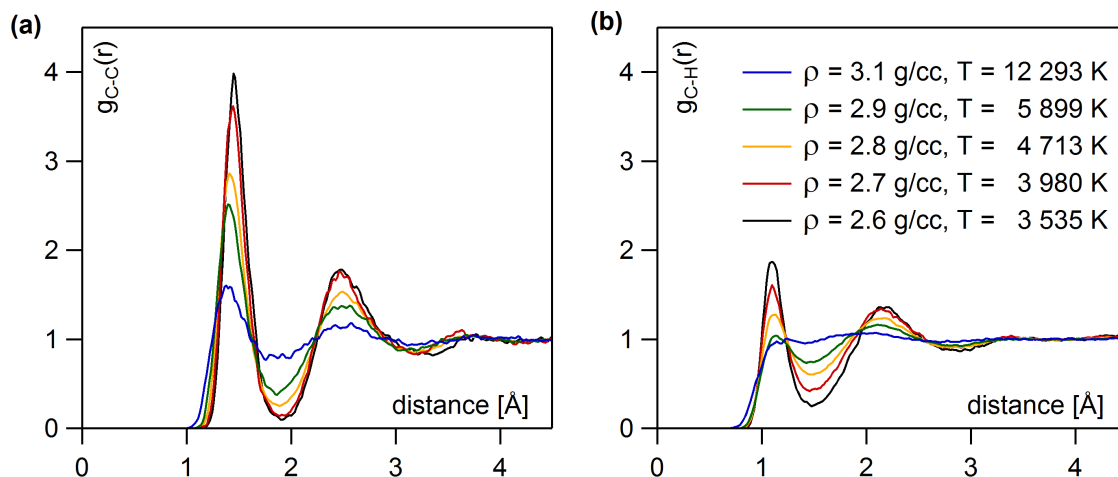 (a)
g_C-C(r)
4
3
2
1
0
0 1 2 3 4
distance [Å]
(b)
g_C-H(r)
4
3
2
1
0
0 1 2 3 4
distance [Å]
ρ = 3.1 g/cc, T = 12 293 K
ρ = 2.9 g/cc, T = 5 899 K
ρ = 2.8 g/cc, T = 4 713 K
ρ = 2.7 g/cc, T = 3 980 K
ρ = 2.6 g/cc, T = 3 535 K